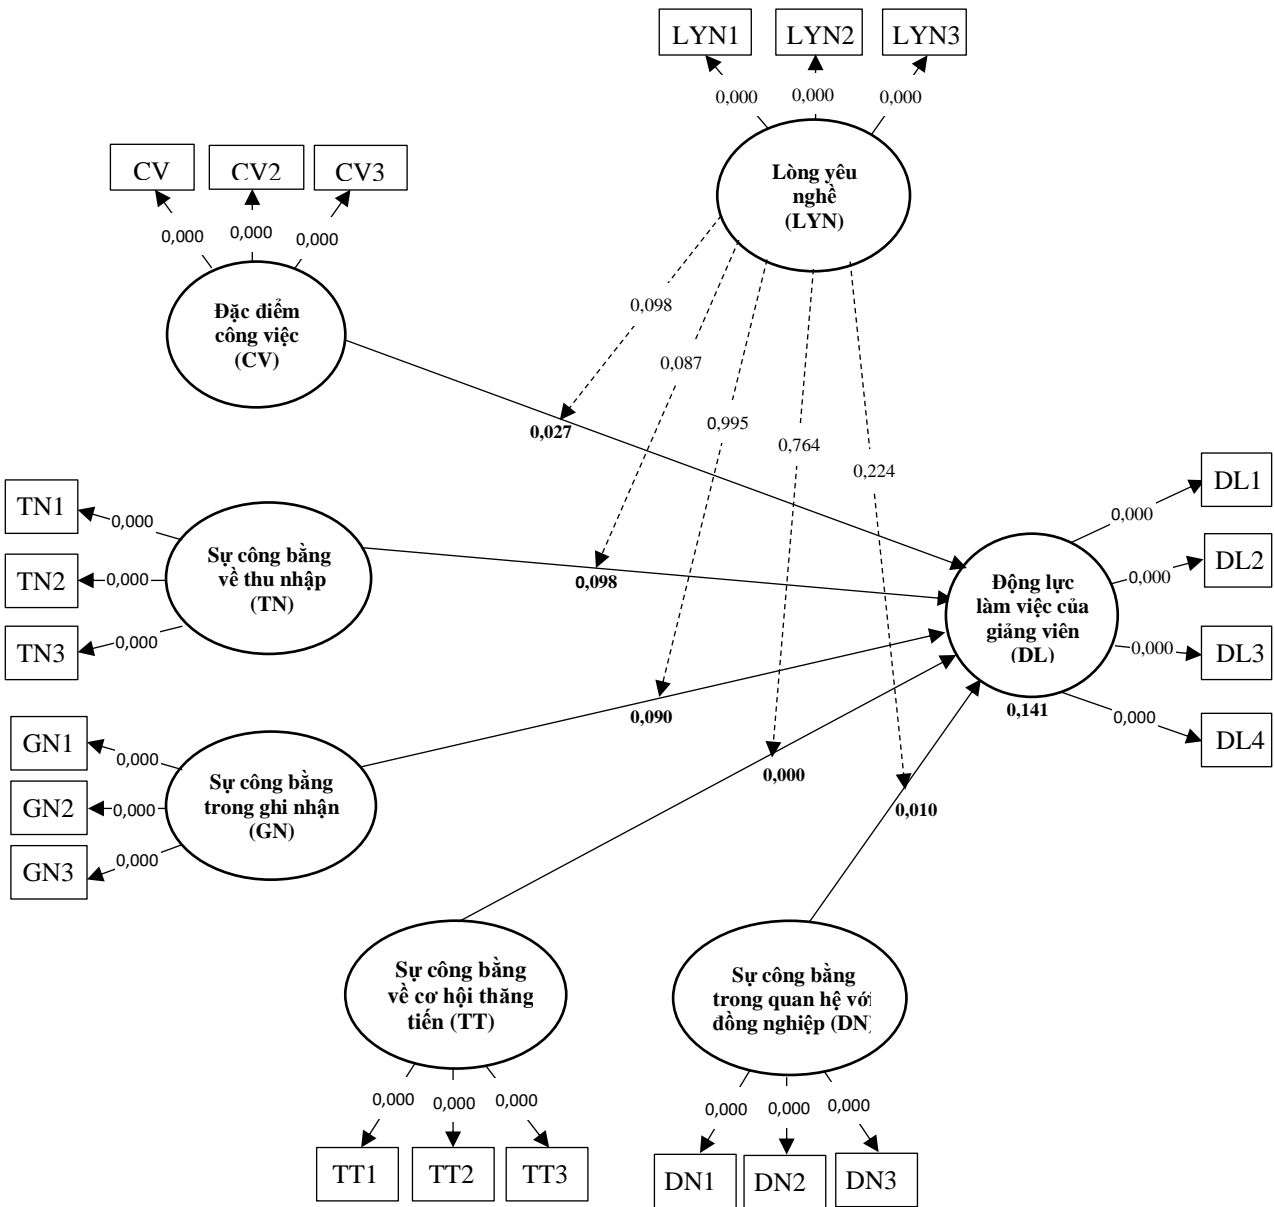 LYN1
LYN2
LYN3
0,000
0,000
0,000
Lòng yêu
nghề
(LYN)
CV
CV2
CV3
0,000
0,000
0,000
Đặc điểm
công việc
(CV)
0,098
0,087
0,995
0,764
0,224
0,027
TN1
TN2
TN3
0,000
0,000
0,000
Sự công bằng
về thu nhập
(TN)
0,098
DL1
DL2
DL3
DL4
0,000
0,000
0,000
0,000
Động lực
làm việc của
giảng viên
(DL)
0,141
GN1
GN2
GN3
0,000
0,000
0,000
Sự công bằng
trong ghi nhận
(GN)
0,090
0,000
0,010
Sự công bằng
về cơ hội thăng
tiến (TT)
0,000
0,000
0,000
TT1
TT2
TT3
Sự công bằng
trong quan hệ với
đồng nghiệp (DN)
0,000
0,000
0,000
DN1
DN2
DN3